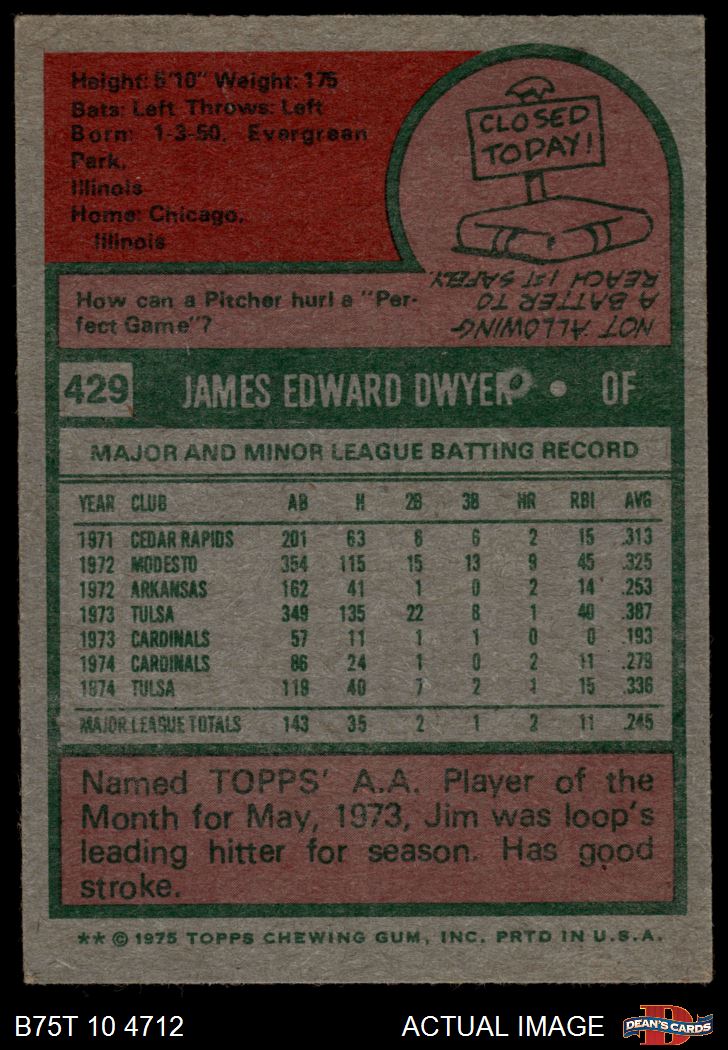 Height: 5'10" Weight: 175
Bats: Left Throws: Left
Born: 1-3-50, Evergreen
Park,
Illinois
Home: Chicago,
Illinois
CLOSED
TODAY!
How can a Pitcher hurl a "Per-
fect Game"?
NOT ALLOWING
A BATTER TO
REACH 1ST SAFELY.
429 JAMES EDWARD DWYER • OF
MAJOR AND MINOR LEAGUE BATTING RECORD
YEAR CLUB AB H 2B 3B HR RBI AVG
1971 CEDAR RAPIDS 201 63 6 6 2 15 .313
1972 MODESTO 354 115 15 13 9 45 .325
1972 ARKANSAS 162 41 1 0 2 14 .253
1973 TULSA 349 135 22 8 1 40 .387
1973 CARDINALS 57 11 1 1 0 0 .193
1974 CARDINALS 86 24 1 0 2 11 .279
1974 TULSA 119 40 7 2 1 15 .336
MAJOR LEAGUE TOTALS 143 35 2 1 2 11 .245
Named TOPPS' A.A. Player of the
Month for May, 1973, Jim was loop's
leading hitter for season. Has good
stroke.
** © 1975 TOPPS CHEWING GUM, INC. PRTD IN U.S.A.
B75T 10 4712 ACTUAL IMAGE
D
DEAN'S CARDS